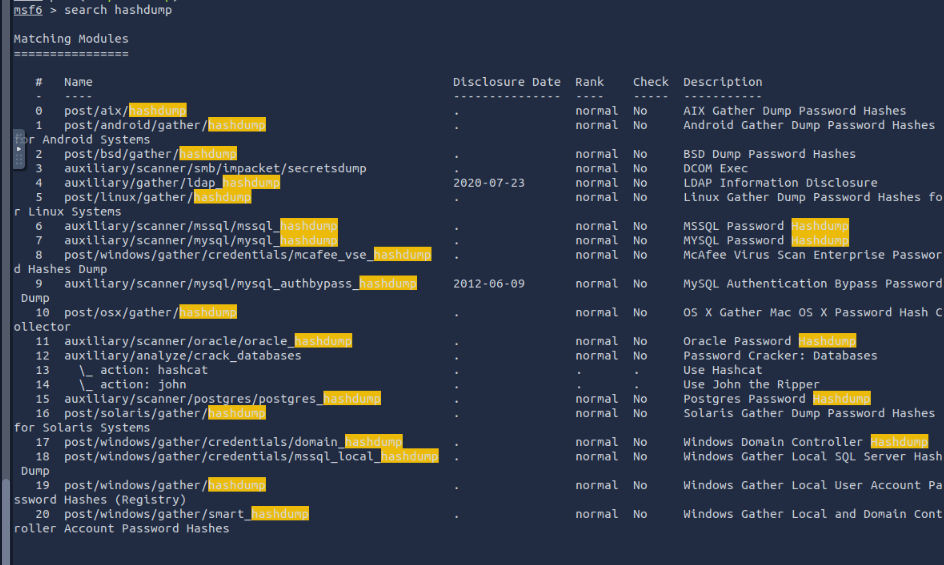 msf6 > search hashdump
Matching Modules
================
#   Name                                                  Disclosure Date  Rank    Check  Description
-   ----                                                  ---------------  ----    -----  -----------
0   post/aix/hashdump                                     .                normal  No     AIX Gather Dump Password Hashes
1   post/android/gather/hashdump                          .                normal  No     Android Gather Dump Password Hashes
for Android Systems
2   post/bsd/gather/hashdump                              .                normal  No     BSD Dump Password Hashes
3   auxiliary/scanner/smb/impacket/secretsdump            .                normal  No     DCOM Exec
4   auxiliary/gather/ldap_hashdump                        2020-07-23       normal  No     LDAP Information Disclosure
5   post/linux/gather/hashdump                            .                normal  No     Linux Gather Dump Password Hashes fo
r Linux Systems
6   auxiliary/scanner/mssql/mssql_hashdump                .                normal  No     MSSQL Password Hashdump
7   auxiliary/scanner/mysql/mysql_hashdump                .                normal  No     MYSQL Password Hashdump
8   post/windows/gather/credentials/mcafee_vse_hashdump   .                normal  No     McAfee Virus Scan Enterprise Passwor
d Hashes Dump
9   auxiliary/scanner/mysql/mysql_authbypass_hashdump     2012-06-09       normal  No     MySQL Authentication Bypass Password
Dump
10  post/osx/gather/hashdump                              .                normal  No     OS X Gather Mac OS X Password Hash C
ollector
11  auxiliary/scanner/oracle/oracle_hashdump              .                normal  No     Oracle Password Hashdump
12  auxiliary/analyze/crack_databases                     .                normal  No     Password Cracker: Databases
13    \_ action: hashcat                                  .                .       .      Use Hashcat
14    \_ action: john                                     .                .       .      Use John the Ripper
15  auxiliary/scanner/postgres/postgres_hashdump          .                normal  No     Postgres Password Hashdump
16  post/solaris/gather/hashdump                          .                normal  No     Solaris Gather Dump Password Hashes
for Solaris Systems
17  post/windows/gather/credentials/domain_hashdump       .                normal  No     Windows Domain Controller Hashdump
18  post/windows/gather/credentials/mssql_local_hashdump  .                normal  No     Windows Gather Local SQL Server Hash
Dump
19  post/windows/gather/hashdump                          .                normal  No     Windows Gather Local User Account Pa
ssword Hashes (Registry)
20  post/windows/gather/smart_hashdump                    .                normal  No     Windows Gather Local and Domain Cont
roller Account Password Hashes